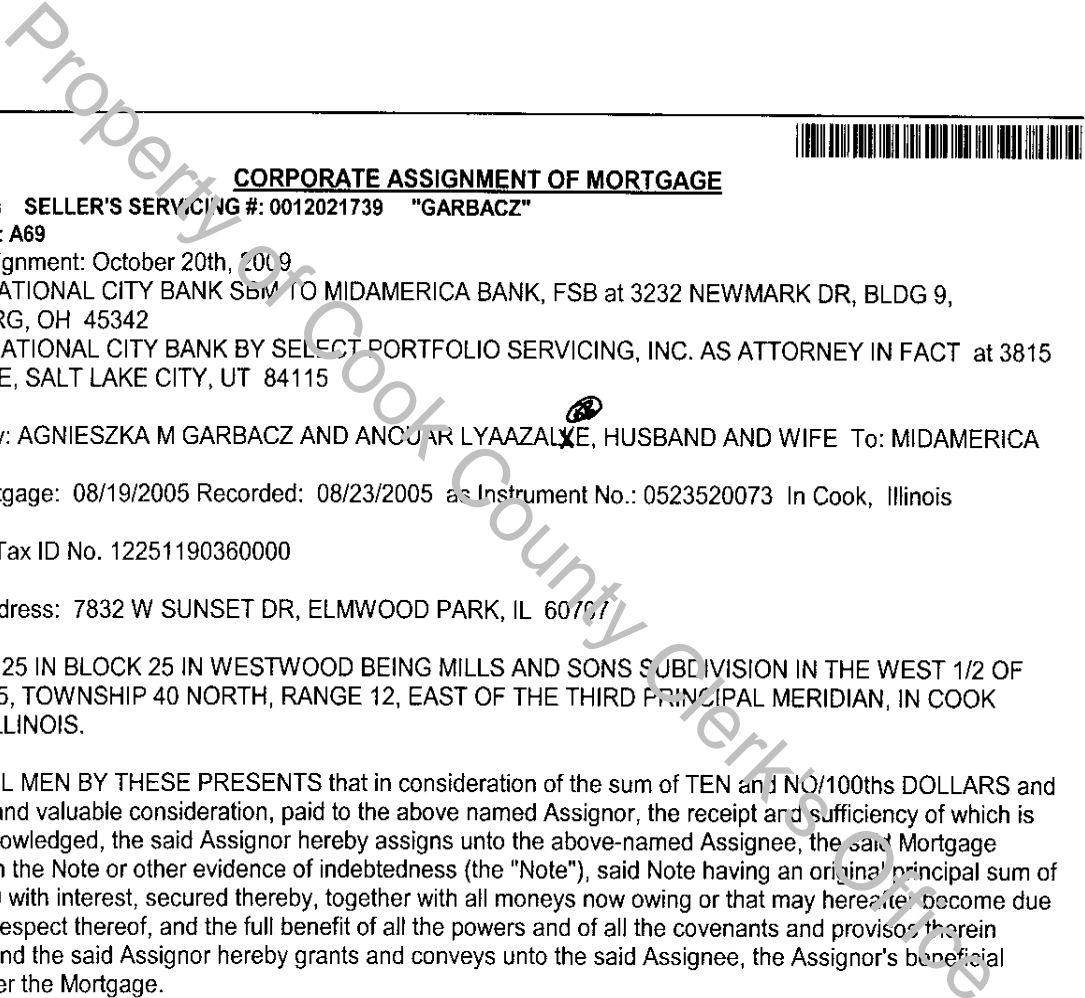 CORPORATE ASSIGNMENT OF MORTGAGE
SELLER'S SERVICING #: 0012021739 "GARBACZ"
: A69
gnment: October 20th, 2009
ATIONAL CITY BANK SBM TO MIDAMERICA BANK, FSB at 3232 NEWMARK DR, BLDG 9,
RG, OH 45342
ATIONAL CITY BANK BY SELECT PORTFOLIO SERVICING, INC. AS ATTORNEY IN FACT at 3815
E, SALT LAKE CITY, UT 84115
y: AGNIESZKA M GARBACZ AND ANOUAR HUSBAND AND WIFE To: MIDAMERICA
tgage: 08/19/2005 Recorded: 08/23/2005 as Instrument No.: 0523520073 In Cook, Illinois
Tax ID No. 12251190360000
dress: 7832 W SUNSET DR, ELMWOOD PARK, IL 60707
25 IN BLOCK 25 IN WESTWOOD BEING MILLS AND SONS SUBDIVISION IN THE WEST 1/2 OF
5, TOWNSHIP 40 NORTH, RANGE 12, EAST OF THE THIRD PRINCIPAL MERIDIAN, IN COOK
LLINOIS.
L MEN BY THESE PRESENTS that in consideration of the sum of TEN and NO/100ths DOLLARS and
and valuable consideration, paid to the above named Assignor, the receipt and sufficiency of which is
owledged, the said Assignor hereby assigns unto the above-named Assignee, the said Mortgage
n the Note or other evidence of indebtedness (the "Note"), said Note having an original principal sum of
with interest, secured thereby, together with all moneys now owing or that may hereafter become due
espect thereof, and the full benefit of all the powers and of all the covenants and provisos therein
nd the said Assignor hereby grants and conveys unto the said Assignee, the Assignor's beneficial
er the Mortgage.
Property of Cook County Clerk's Office